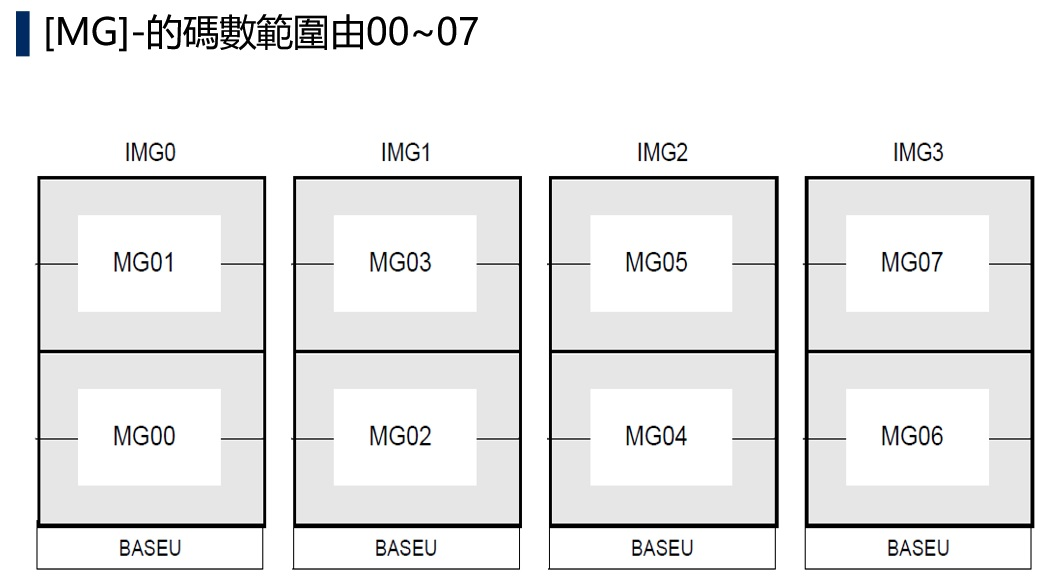 [MG]-的碼數範圍由00~07
IMG0 IMG1 IMG2 IMG3
MG01 MG03 MG05 MG07
MG00 MG02 MG04 MG06
BASEU BASEU BASEU BASEU